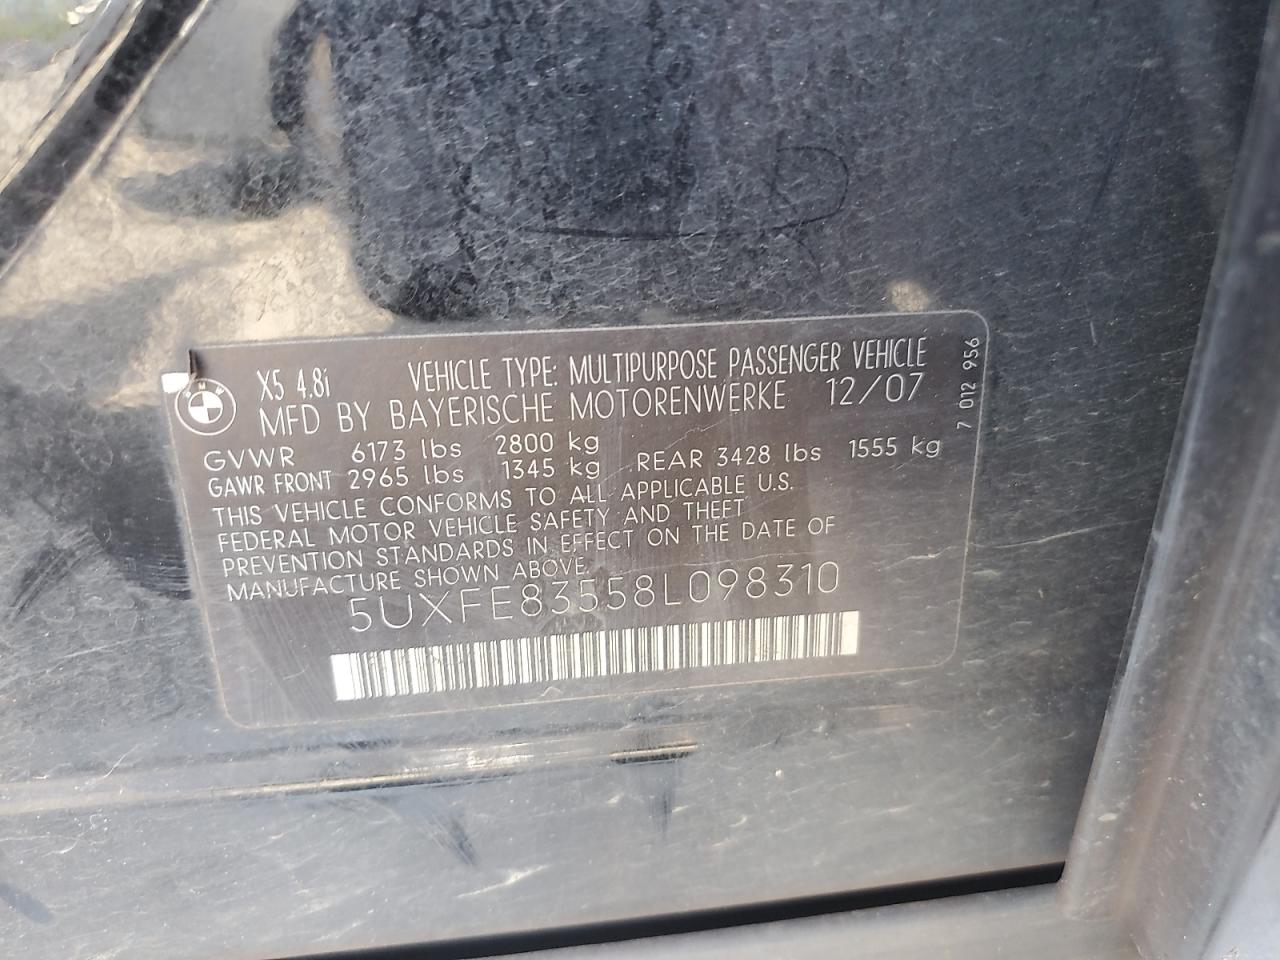 X5 4.8i VEHICLE TYPE: MULTIPURPOSE PASSENGER VEHICLE
MFD BY BAYERISCHE MOTORENWERKE 12/07
GVWR 6173 lbs 2800 kg
GAWR FRONT 2965 lbs 1345 kg REAR 3428 lbs 1555 kg
THIS VEHICLE CONFORMS TO ALL APPLICABLE U.S.
FEDERAL MOTOR VEHICLE SAFETY AND THEFT
PREVENTION STANDARDS IN EFFECT ON THE DATE OF
MANUFACTURE SHOWN ABOVE.
5UXFE83558L098310
7 012 956